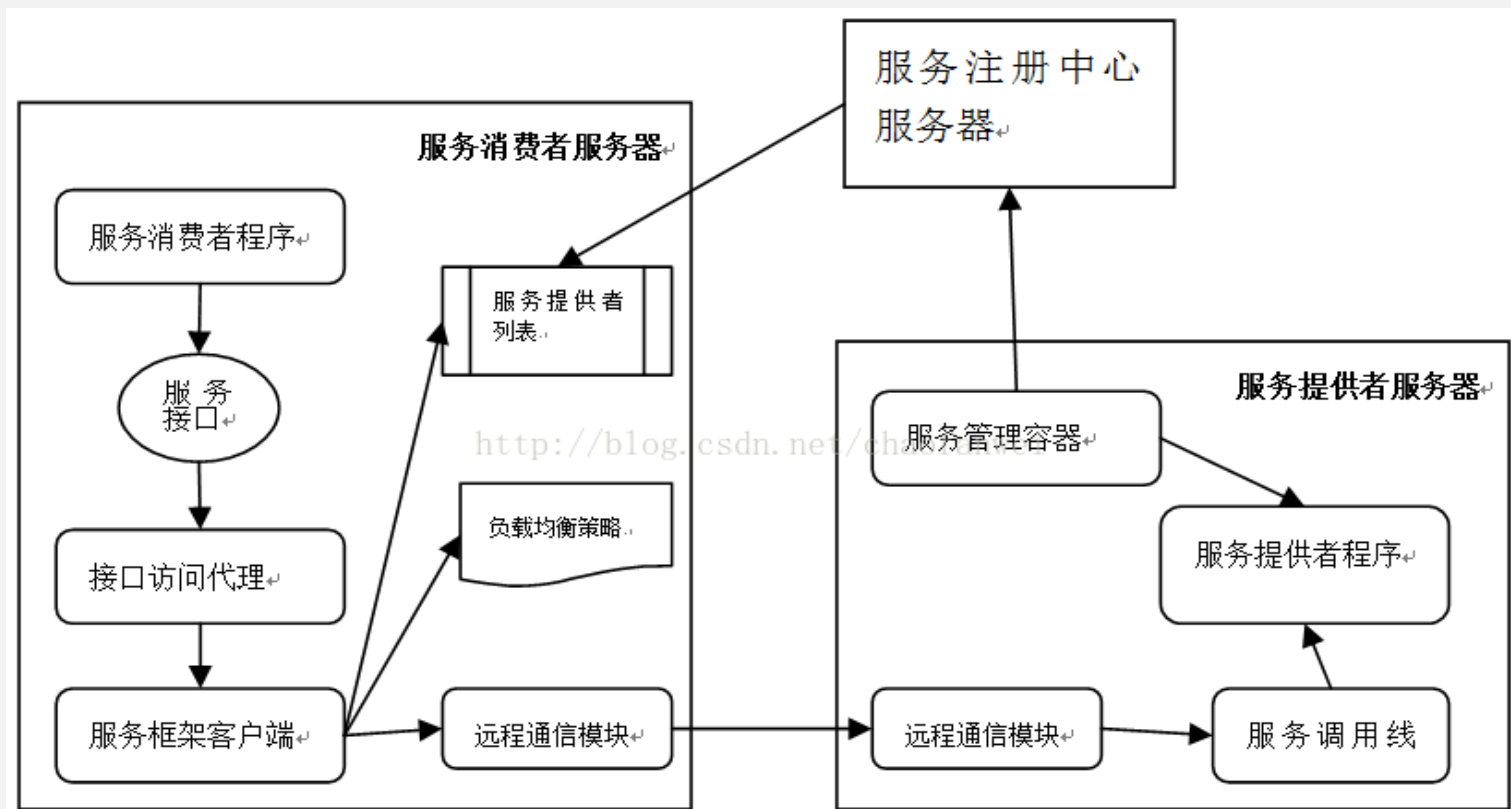 服务注册中心
服务器
服务消费者服务器
服务消费者程序
服务提供者
列表
服务
接口
服务提供者服务器
服务管理容器
http://blog.csdn.net/
负载均衡策略
接口访问代理
服务提供者程序
服务框架客户端
远程通信模块
远程通信模块
服务调用线